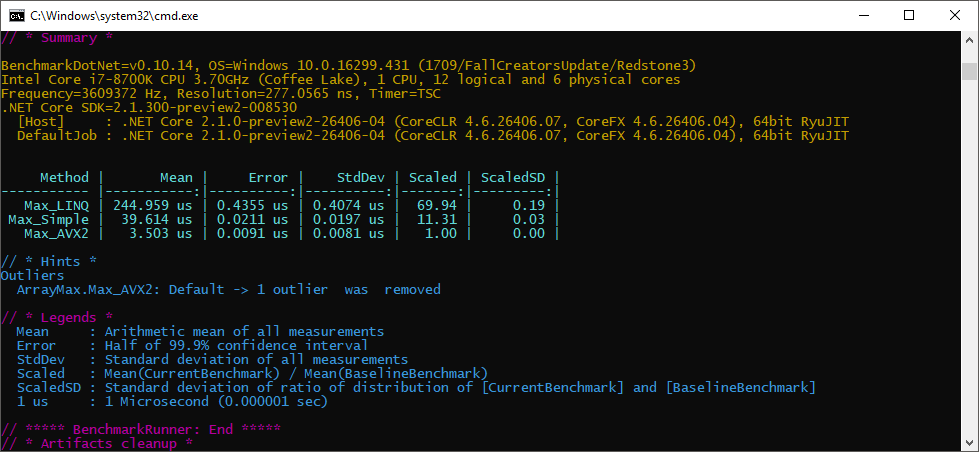 C:\Windows\system32\cmd.exe
// * Summary *
BenchmarkDotNet=v0.10.14, OS=Windows 10.0.16299.431 (1709/FallCreatorsUpdate/Redstone3)
Intel Core i7-8700K CPU 3.70GHz (Coffee Lake), 1 CPU, 12 logical and 6 physical cores
Frequency=3609372 Hz, Resolution=277.0565 ns, Timer=TSC
.NET Core SDK=2.1.300-preview2-008530
  [Host]     : .NET Core 2.1.0-preview2-26406-04 (CoreCLR 4.6.26406.07, CoreFX 4.6.26406.04), 64bit RyuJIT
  DefaultJob : .NET Core 2.1.0-preview2-26406-04 (CoreCLR 4.6.26406.07, CoreFX 4.6.26406.04), 64bit RyuJIT
     Method |       Mean |     Error |    StdDev | Scaled | ScaledSD |
----------- |-----------:|----------:|----------:|-------:|---------:|
   Max_LINQ | 244.959 us | 0.4355 us | 0.4074 us |  69.94 |     0.19 |
 Max_Simple |  39.614 us | 0.0211 us | 0.0197 us |  11.31 |     0.03 |
   Max_AVX2 |   3.503 us | 0.0091 us | 0.0081 us |   1.00 |     0.00 |
// * Hints *
Outliers
  ArrayMax.Max_AVX2: Default -> 1 outlier  was  removed
// * Legends *
  Mean     : Arithmetic mean of all measurements
  Error    : Half of 99.9% confidence interval
  StdDev   : Standard deviation of all measurements
  Scaled   : Mean(CurrentBenchmark) / Mean(BaselineBenchmark)
  ScaledSD : Standard deviation of ratio of distribution of [CurrentBenchmark] and [BaselineBenchmark]
  1 us     : 1 Microsecond (0.000001 sec)
// ***** BenchmarkRunner: End *****
// * Artifacts cleanup *